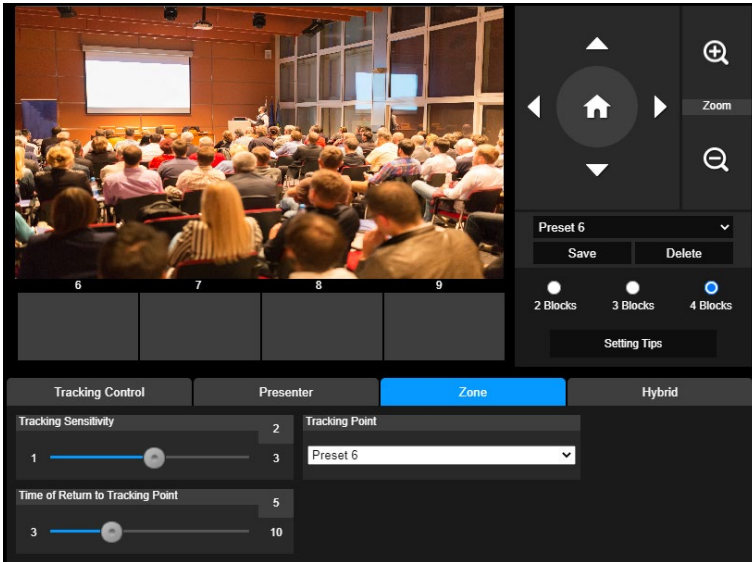 Zoom
Preset 6
Save Delete
6 7 8 9
2 Blocks 3 Blocks 4 Blocks
Setting Tips
Tracking Control Presenter Zone Hybrid
Tracking Sensitivity 2
1 3
Tracking Point
Preset 6
Time of Return to Tracking Point 5
3 10